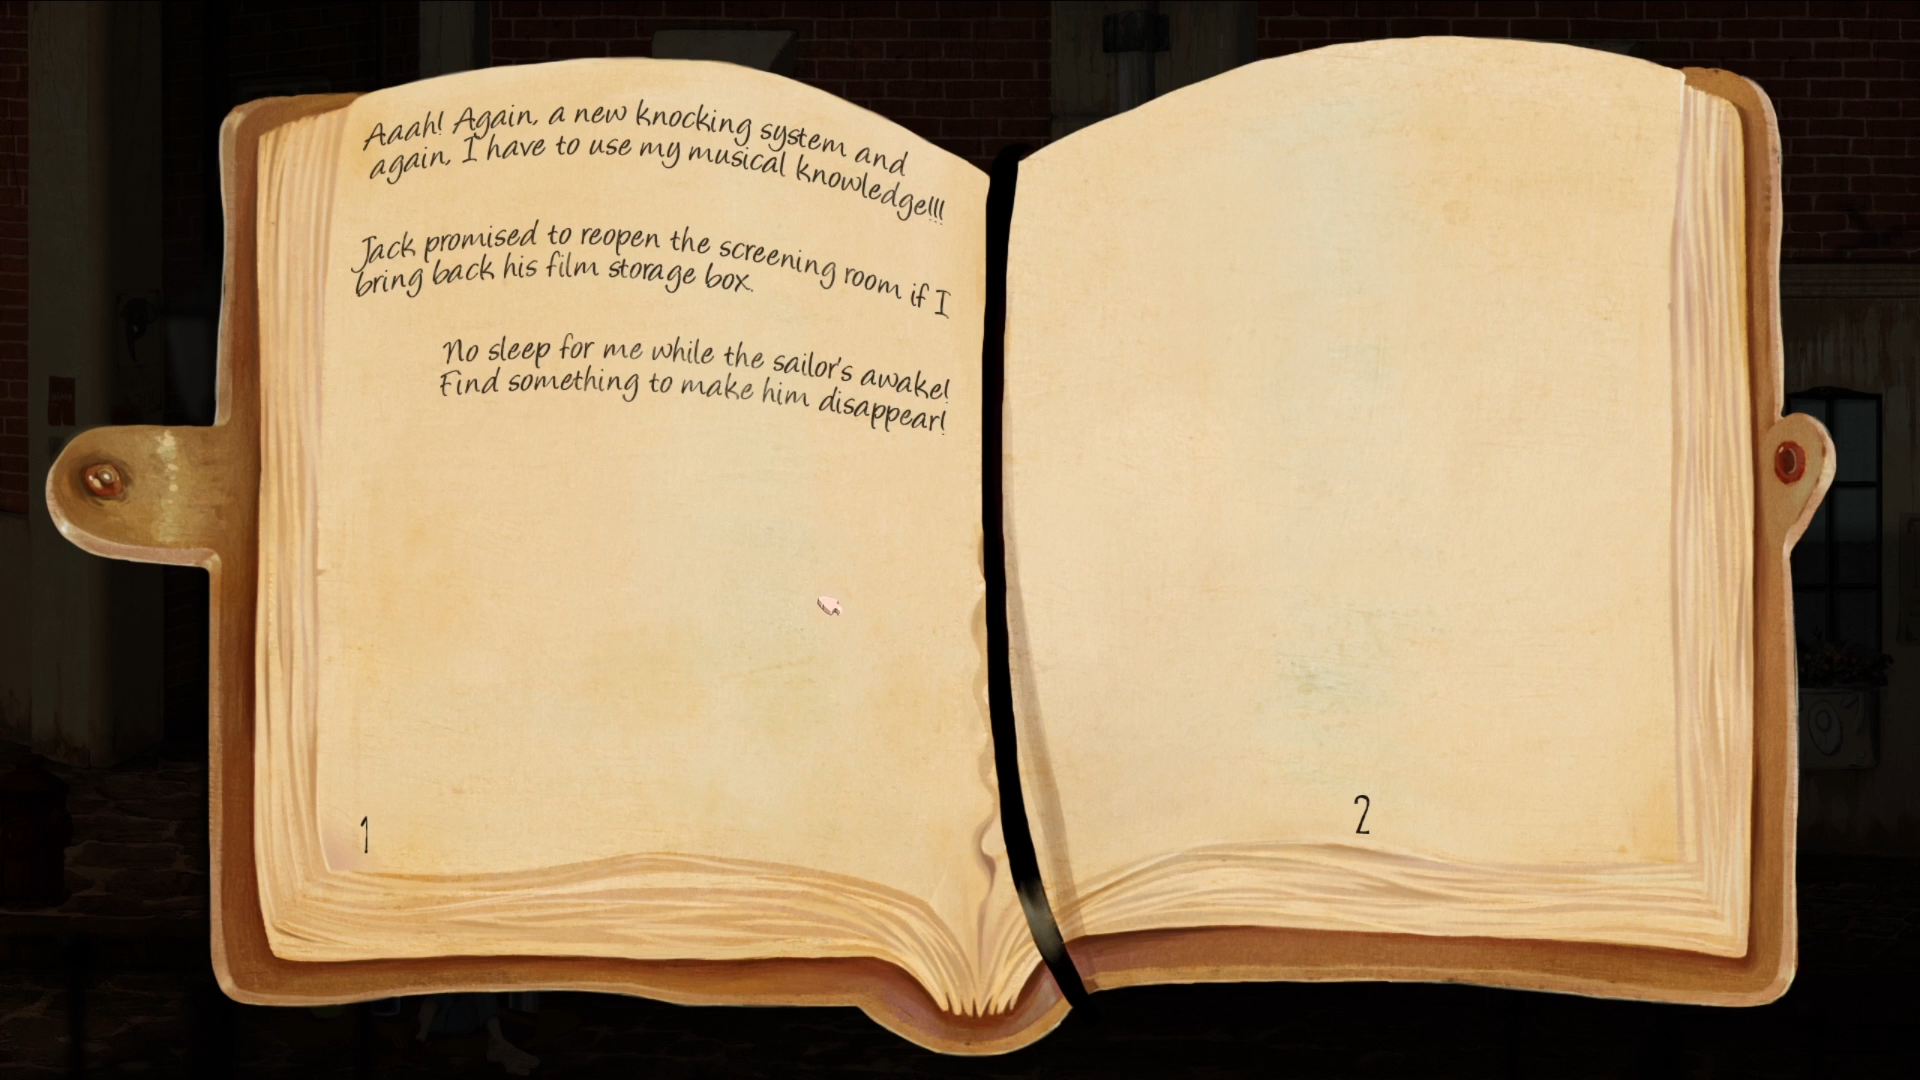 Aaah! Again, a new knocking system and
again, I have to use my musical knowledge!!!
Jack promised to reopen the screening room if I
bring back his film storage box.
No sleep for me while the sailor's awake!
Find something to make him disappear!
1
2